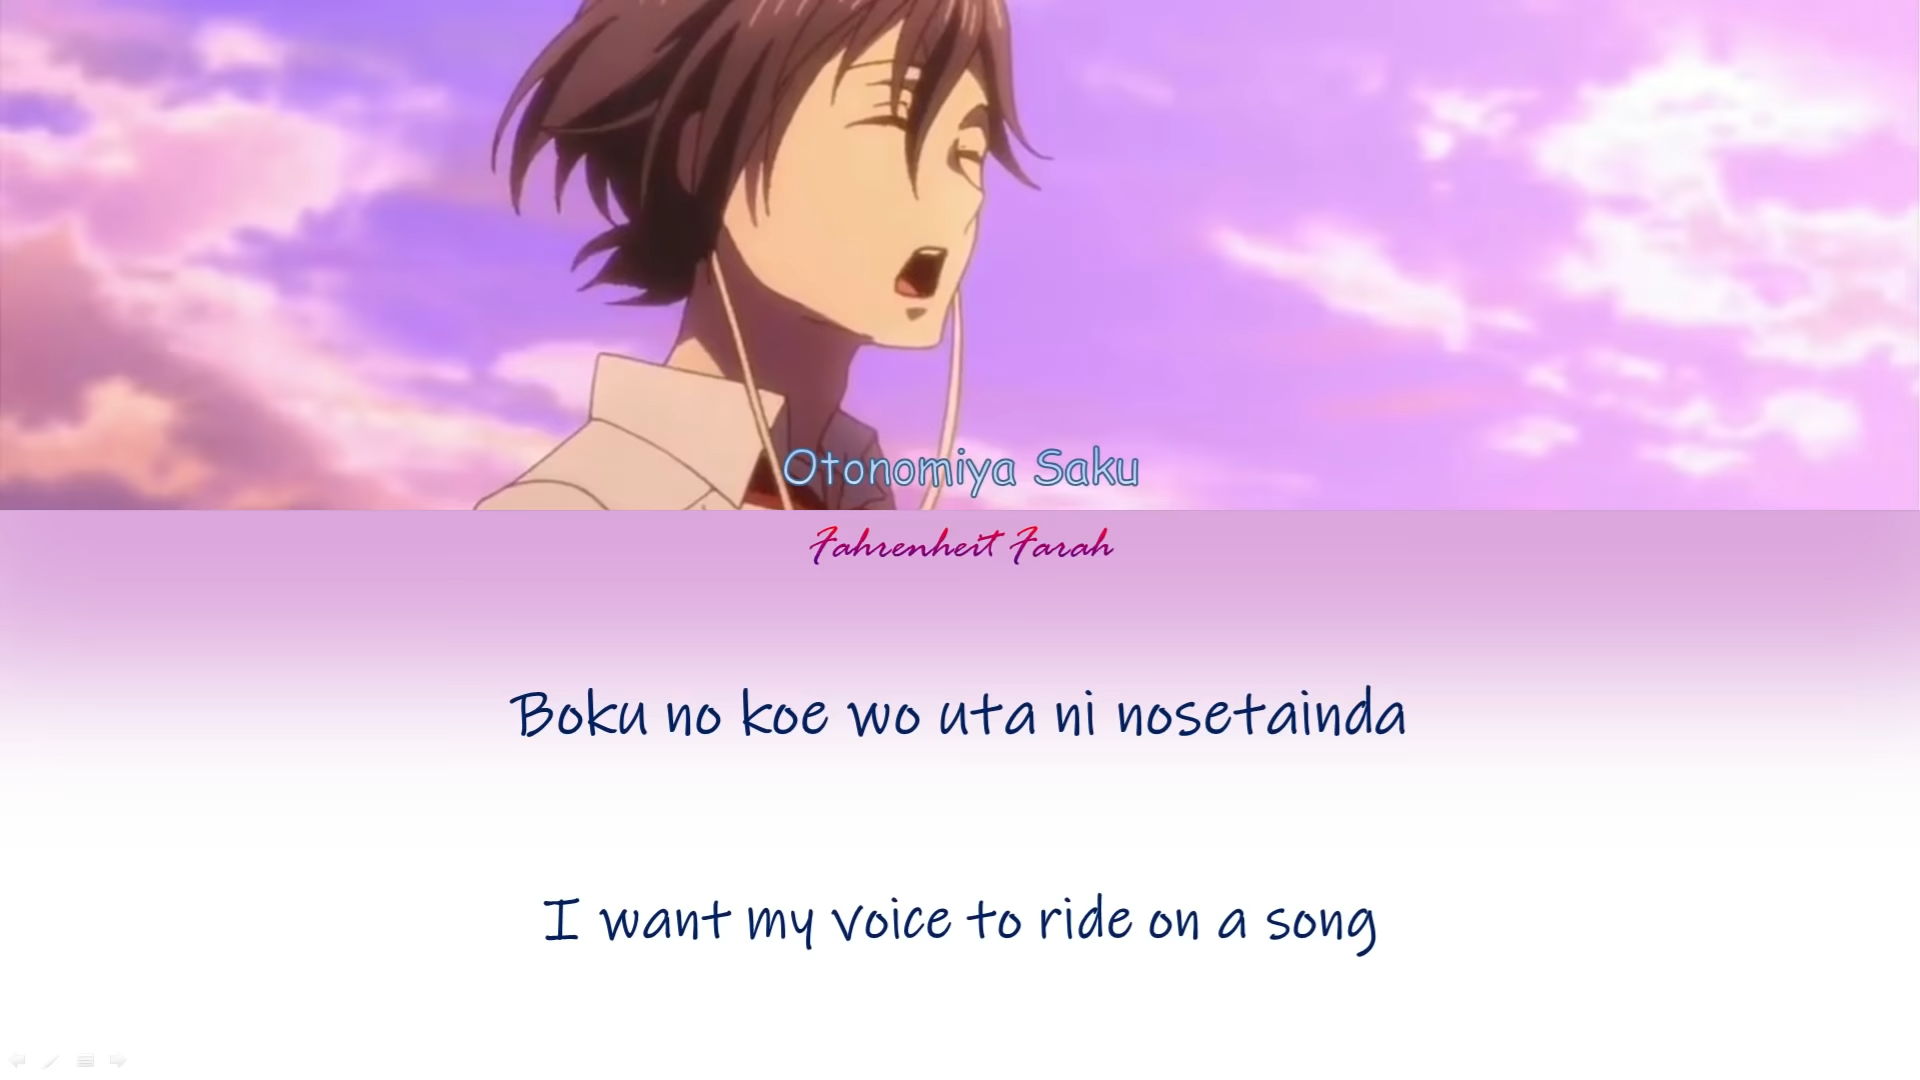 Otonomiya Saku
Fahrenheit Farah
Boku no koe wo uta ni nosetainda
I want my voice to ride on a song